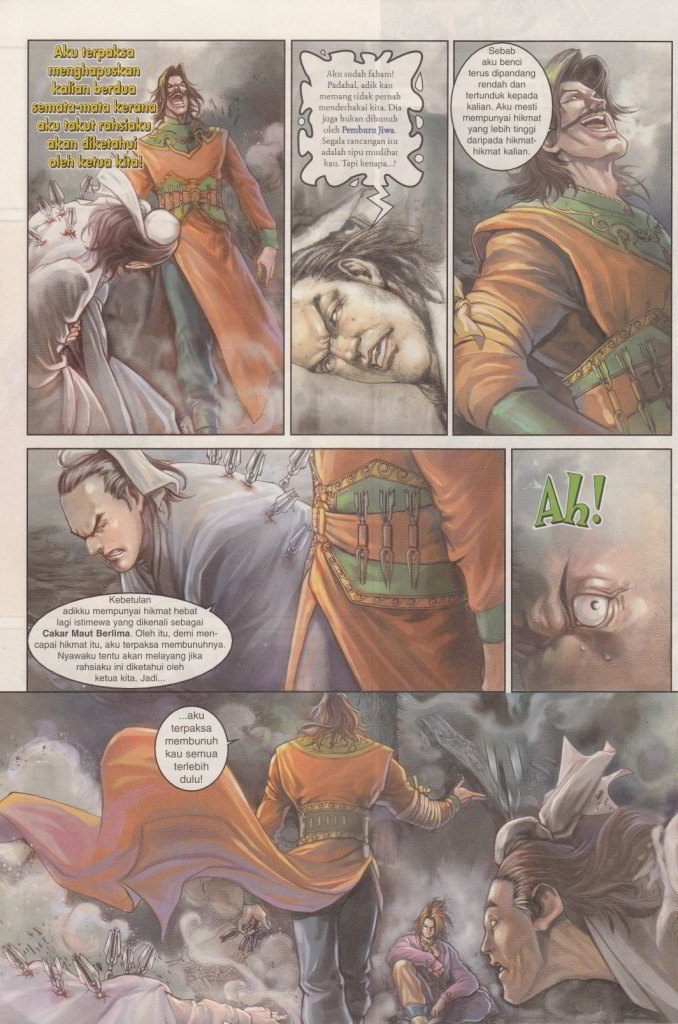 Aku terpaksa
menghapuskan
kalian berdua
semata-mata kerana
aku takut rahsiaku
akan diketahui
oleh ketua kita!
Aku sudah faham!
Padahal, adik kau
memang tidak pernah
menderhakai kita. Dia
juga bukan dibunuh
oleh Pemburu Jiwa.
Segala rancangan itu
adalah tipu muslihat
kau. Tapi kenapa...?
Sebab
aku benci
terus dipandang
rendah dan
tertunduk kepada
kalian. Aku mesti
mempunyai hikmat
yang lebih tinggi
daripada hikmat-
hikmat kalian.
Kebetulan
adikku mempunyai hikmat hebat
lagi istimewa yang dikenali sebagai
Cakar Maut Berlima. Oleh itu, demi men-
capai hikmat itu, aku terpaksa membunuhnya.
Nyawaku tentu akan melayang jika
rahsiaku ini diketahui oleh
ketua kita. Jadi...
Ah!
...aku
terpaksa
membunuh
kau semua
terlebih
dulu!